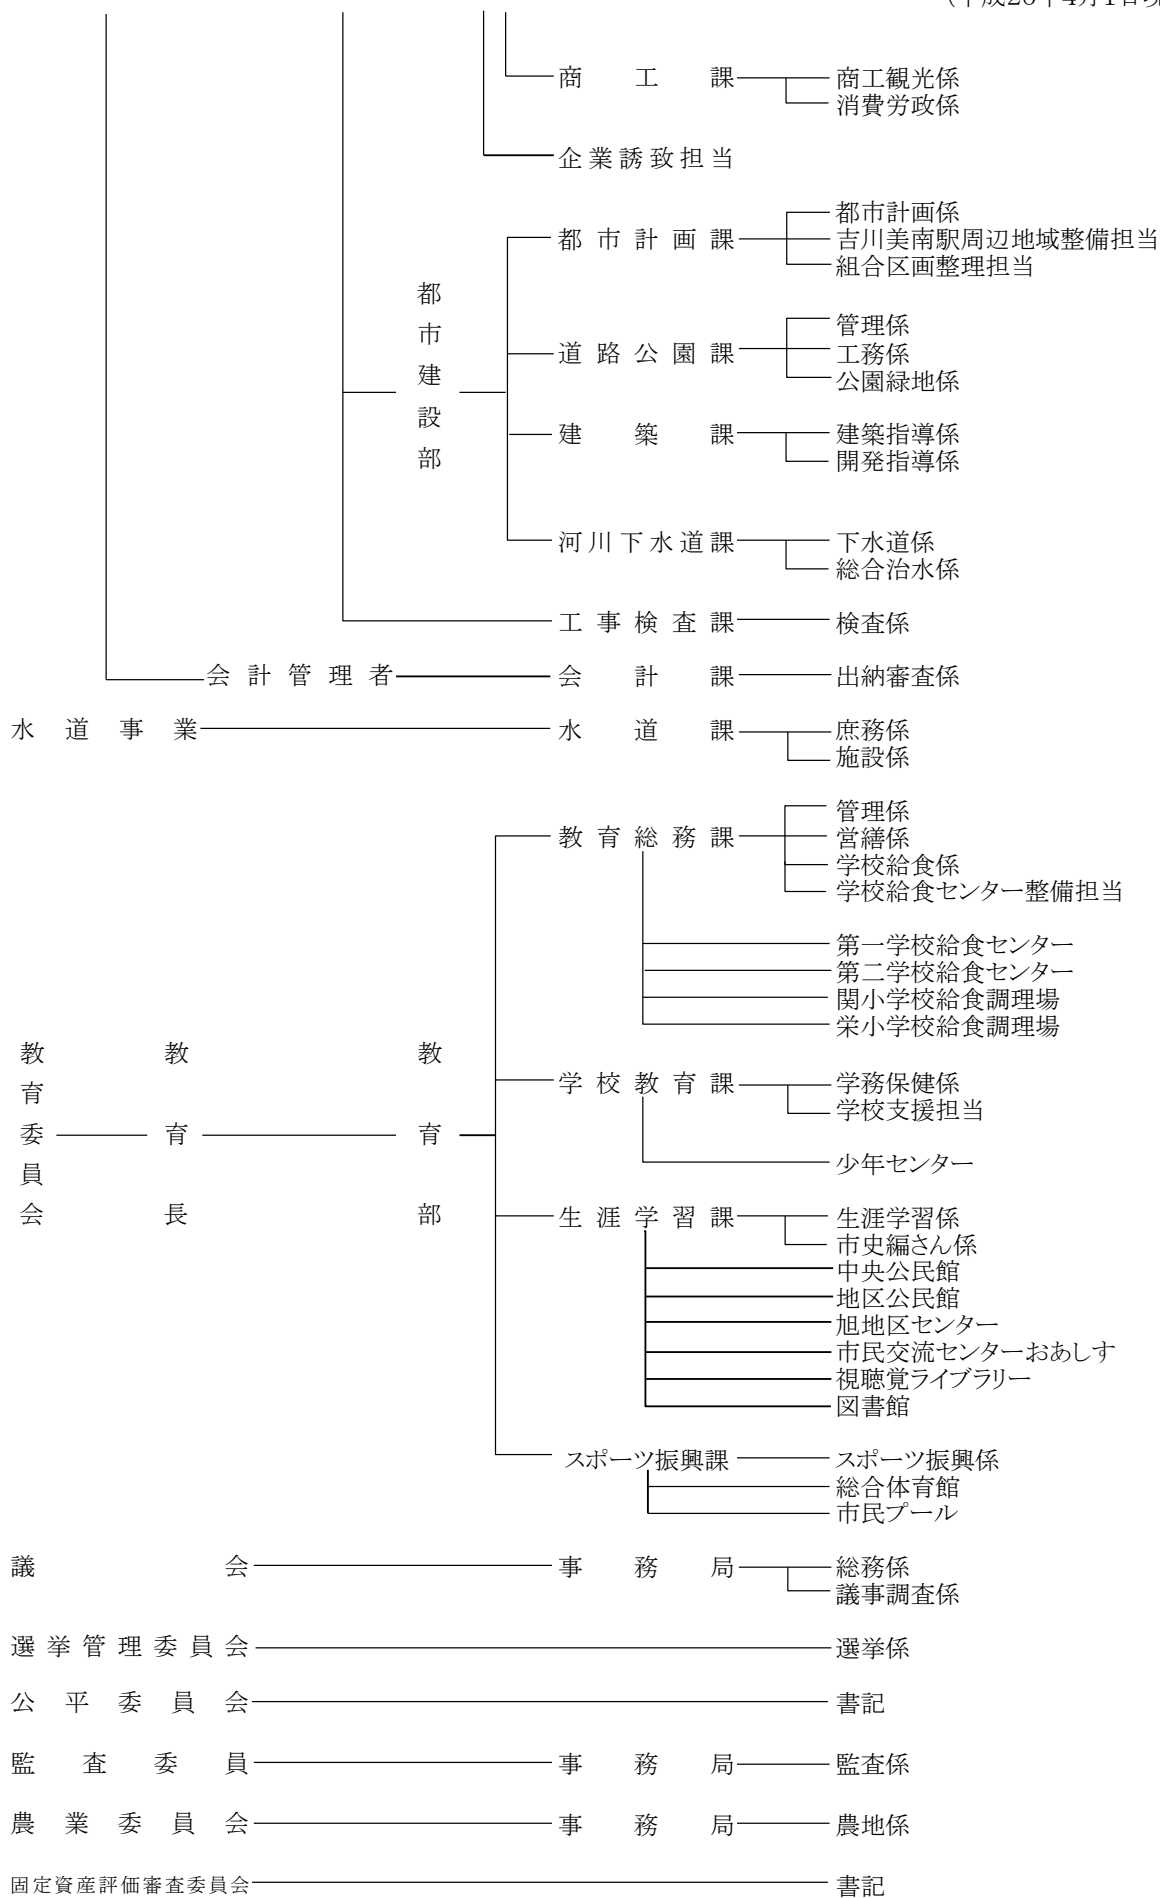 商工課 商工観光係
消費労政係
企業誘致担当
都市計画係
都市計画課 吉川美南駅周辺地域整備担当
組合区画整理担当
都市建設部
管理係
道路公園課 工務係
公園緑地係
建築課 建築指導係
開発指導係
河川下水道課 下水道係
総合治水係
工事検査課 検査係
会計管理者 会計課 出納審査係
水道事業 水道課 庶務係
施設係
管理係
教育総務課 営繕係
学校給食係
学校給食センター整備担当
第一学校給食センター
第二学校給食センター
関小学校給食調理場
栄小学校給食調理場
教育委員会 教育長 教育部
学校教育課 学務保健係
学校支援担当
少年センター
生涯学習課 生涯学習係
市史編さん係
中央公民館
地区公民館
旭地区センター
市民交流センターおあしす
視聴覚ライブラリー
図書館
スポーツ振興課 スポーツ振興係
総合体育館
市民プール
議会 事務局 総務係
議事調査係
選挙管理委員会 選挙係
公平委員会 書記
監査委員 事務局 監査係
農業委員会 事務局 農地係
固定資産評価審査委員会 書記